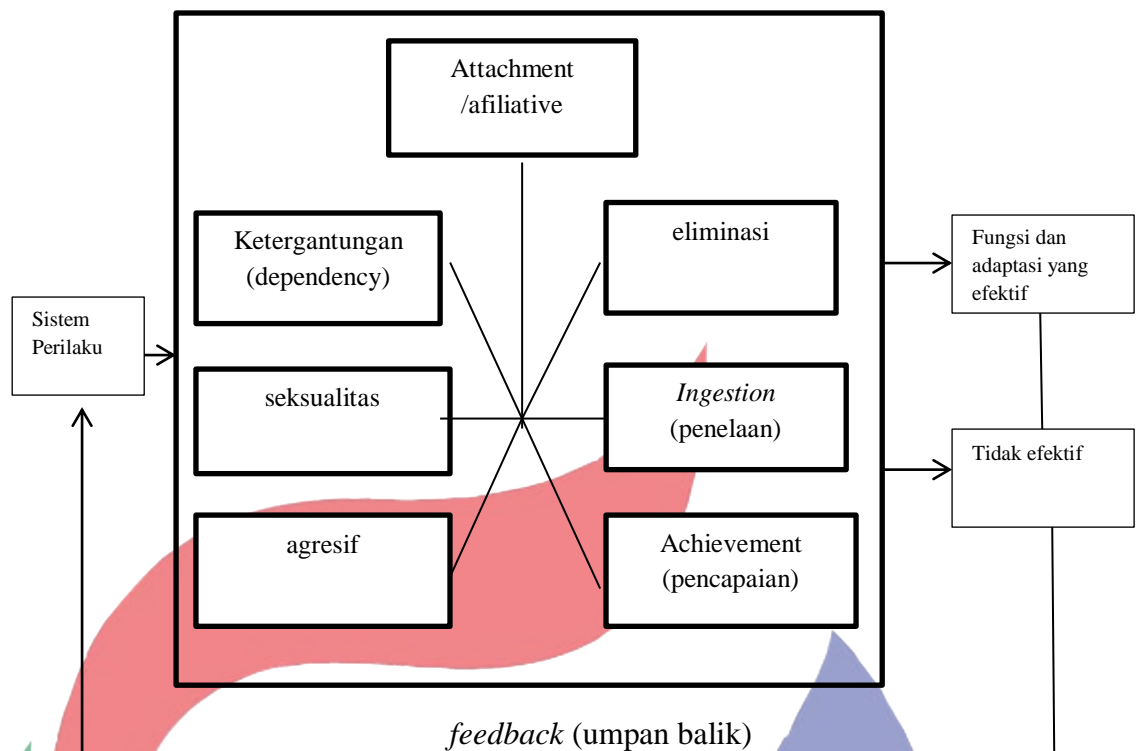 Attachment
/afiliative
Ketergantungan
(dependency)
eliminasi
Fungsi dan
adaptasi yang
efektif
Sistem
Perilaku
seksualitas
Ingestion
(penelaan)
Tidak efektif
agresif
Achievement
(pencapaian)
feedback (umpan balik)